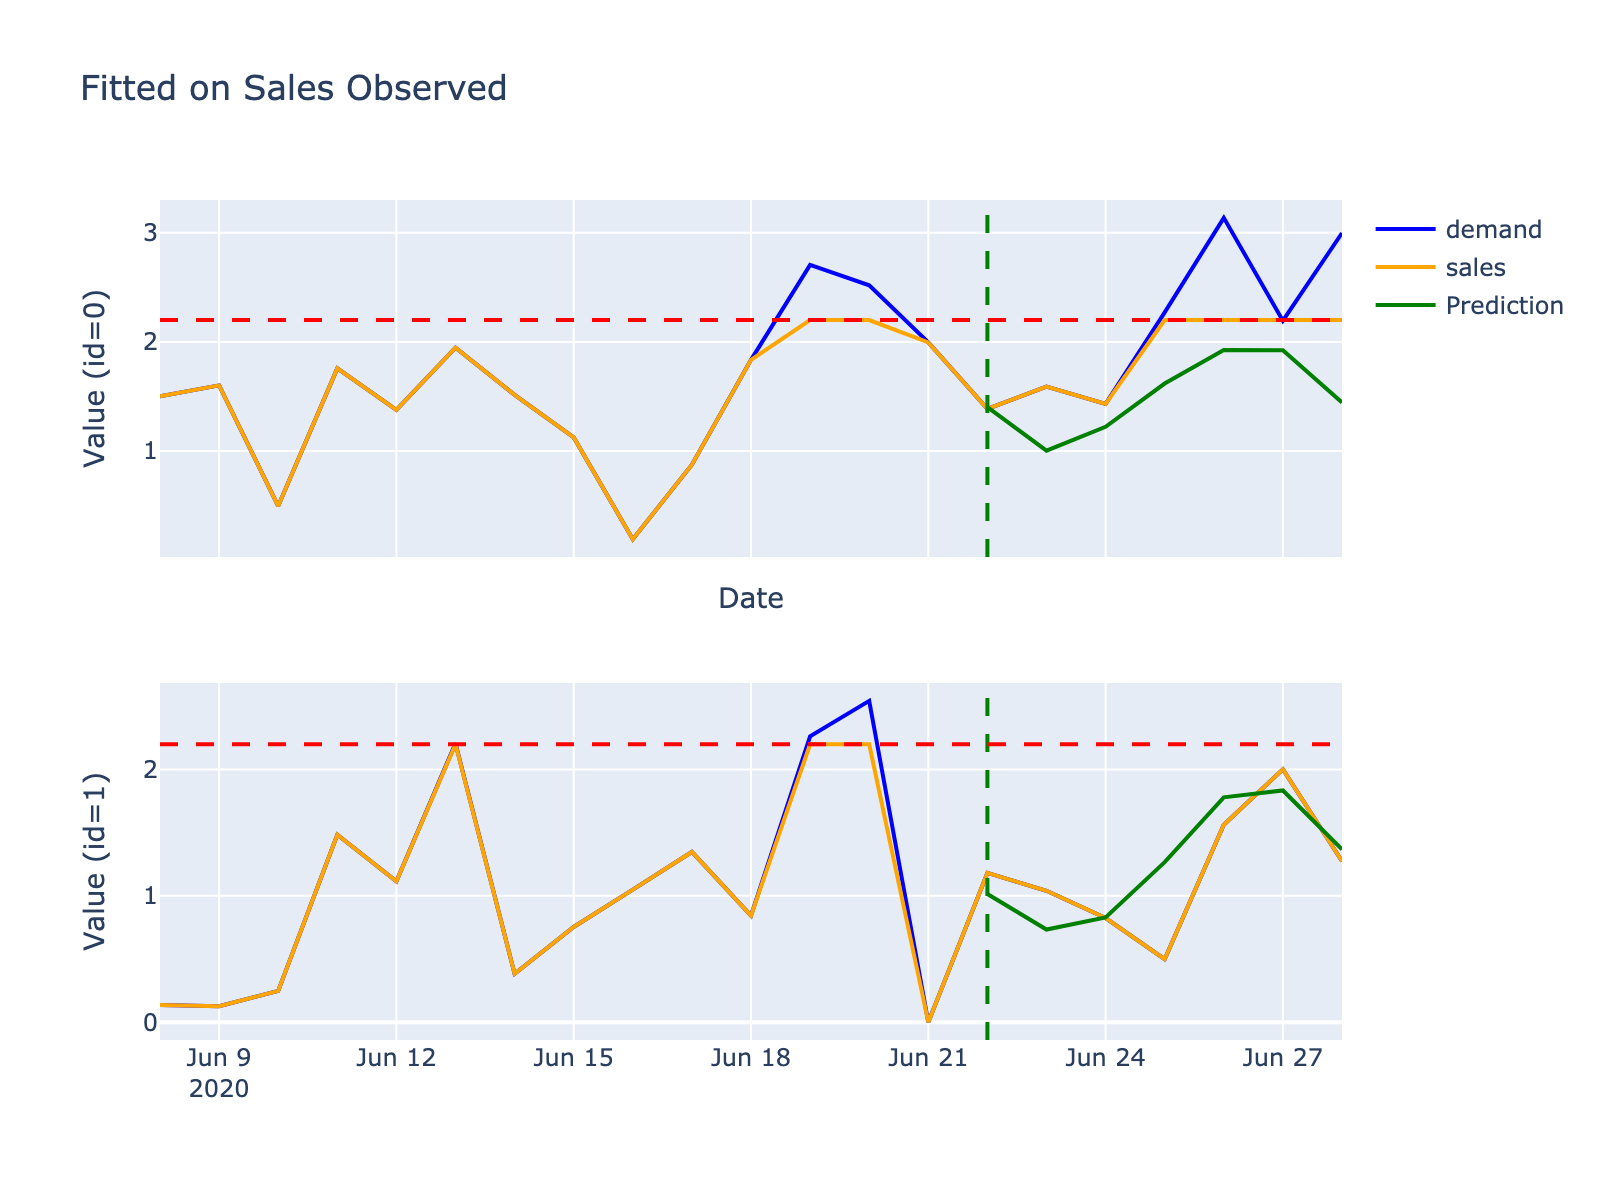 Fitted on Sales Observed
Value (id=0)
3
2
1
Date
demand
sales
Prediction
Value (id=1)
2
1
0
Jun 9
2020
Jun 12
Jun 15
Jun 18
Jun 21
Jun 24
Jun 27